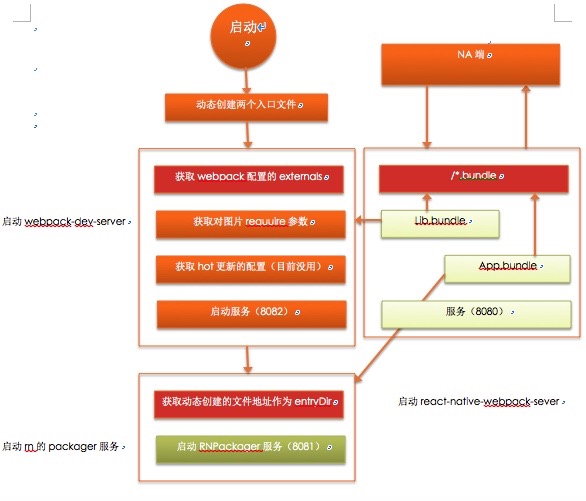 启动
NA 端
动态创建两个入口文件
获取 webpack 配置的 externals
/*.bundle
启动 webpack-dev-server
获取对图片 requuire 参数
Lib.bundle
获取 hot 更新的配置（目前没用）
App.bundle
启动服务（8082）
服务（8080）
获取动态创建的文件地址作为 entryDir
启动 react-native-webpack-sever
启动 m 的 packager 服务
启动 RNPackager 服务（8081）